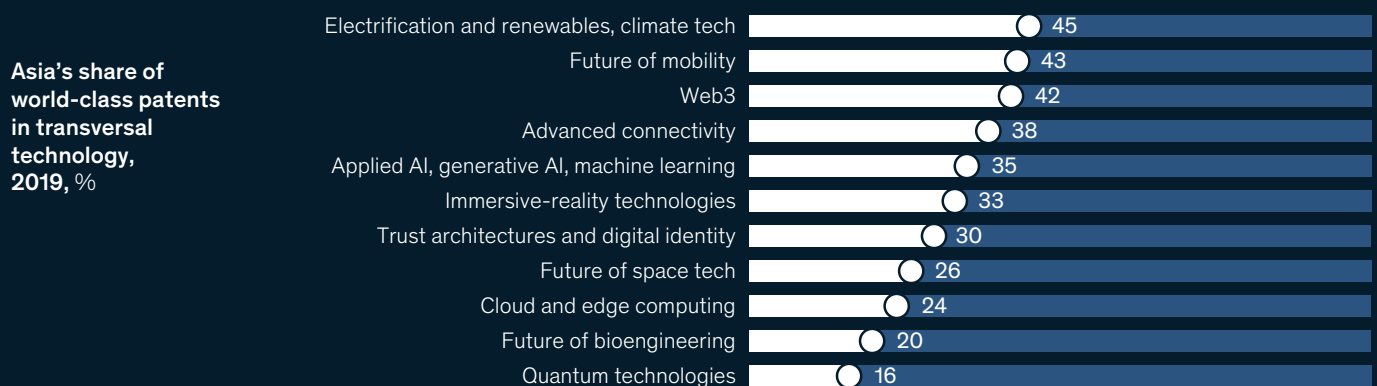 Asia's share of
world-class patents
in transversal
technology,
2019, %
Electrification and renewables, climate tech 45
Future of mobility 43
Web3 42
Advanced connectivity 38
Applied AI, generative AI, machine learning 35
Immersive-reality technologies 33
Trust architectures and digital identity 30
Future of space tech 26
Cloud and edge computing 24
Future of bioengineering 20
Quantum technologies 16